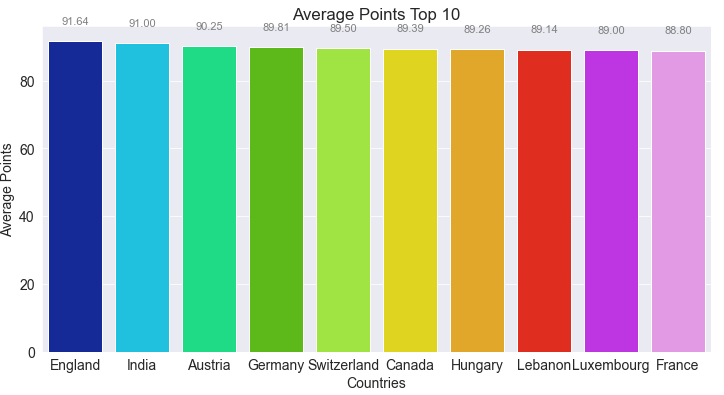 Average Points Top 10
91.64 91.00 90.25 89.81 89.50 89.39 89.26 89.14 89.00 88.80
Average Points
80
60
40
20
0
England India Austria Germany Switzerland Canada Hungary Lebanon Luxembourg France
Countries